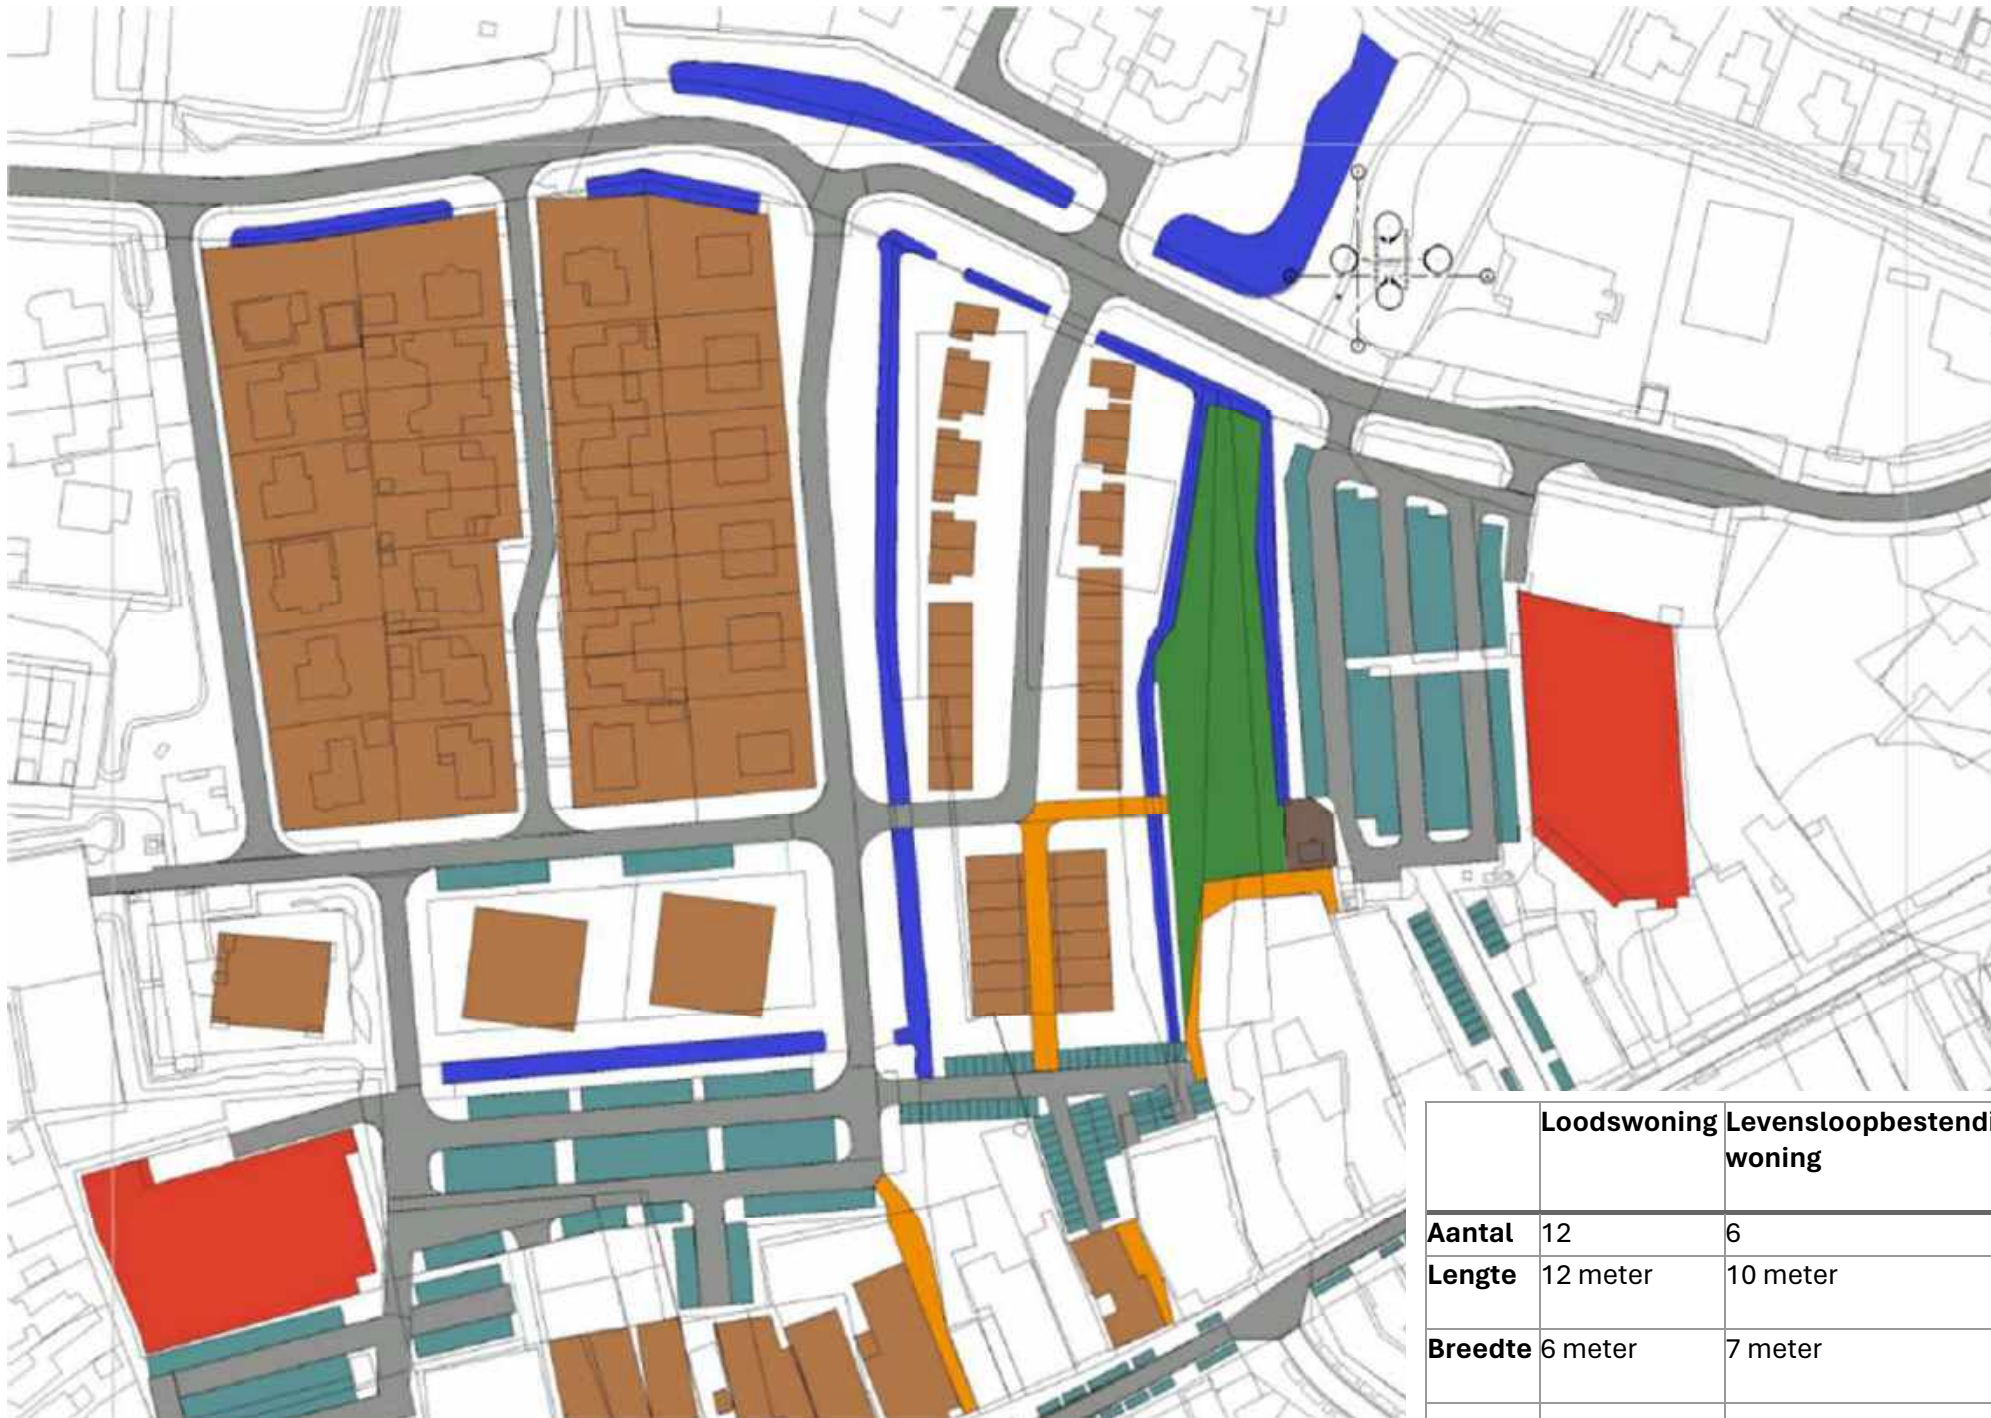 Loodswoning Levensloopbestendi
woning
Aantal 12 6
Lengte 12 meter 10 meter
Breedte 6 meter 7 meter